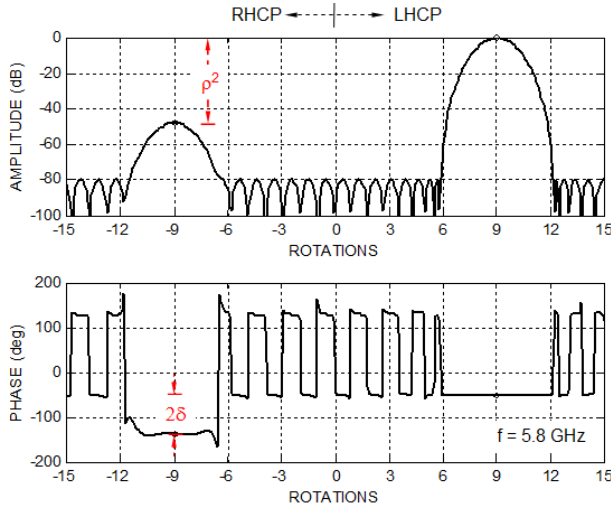 RHCP LHCP
0
-20
-40
-60
-80
-100
AMPLITUDE (dB)
ρ²
-15 -12 -9 -6 -3 0 3 6 9 12 15
ROTATIONS
200
100
0
-100
-200
PHASE (deg)
2δ
f = 5.8 GHz
-15 -12 -9 -6 -3 0 3 6 9 12 15
ROTATIONS